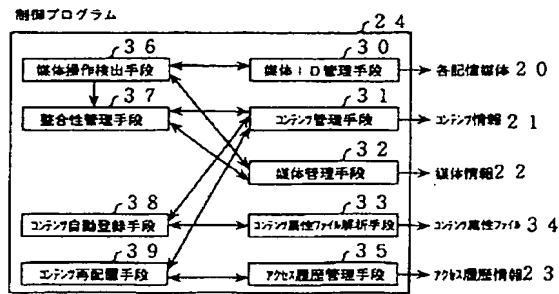 制御プログラム
24
36
30
媒体操作検出手段
媒体ID管理手段
各記憶媒体20
37
31
整合性管理手段
コンテンツ管理手段
コンテンツ情報21
32
媒体管理手段
媒体情報22
38
33
コンテンツ自動登録手段
コンテンツ属性ファイル解析手段
コンテンツ属性ファイル34
39
35
コンテンツ再配置手段
アクセス履歴管理手段
アクセス履歴情報23